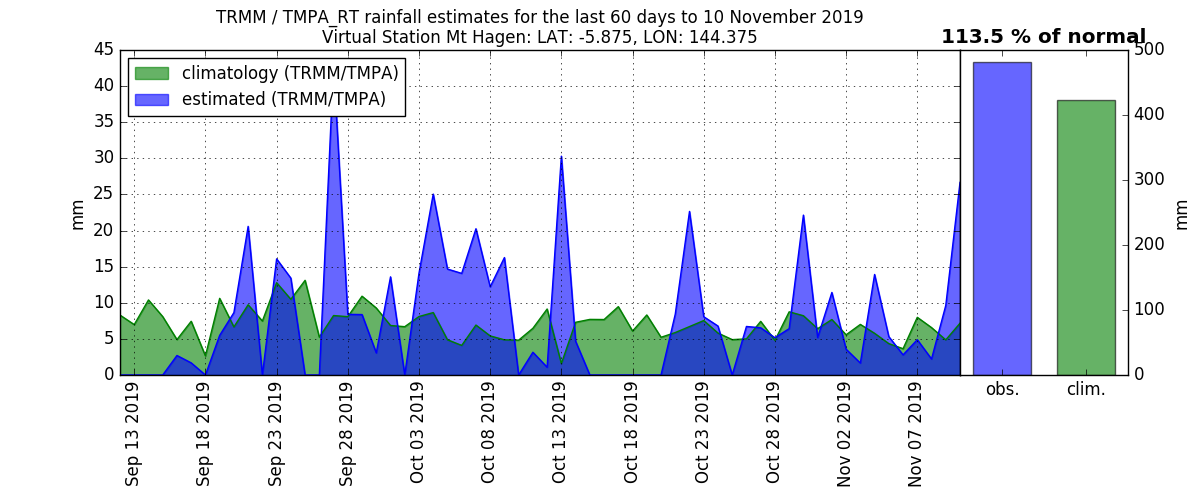 TRMM / TMPA_RT rainfall estimates for the last 60 days to 10 November 2019
Virtual Station Mt Hagen: LAT: -5.875, LON: 144.375
113.5 % of normal
climatology (TRMM/TMPA)
estimated (TRMM/TMPA)
45
40
35
30
25
20
15
10
5
0
mm
Sep 13 2019
Sep 18 2019
Sep 23 2019
Sep 28 2019
Oct 03 2019
Oct 08 2019
Oct 13 2019
Oct 18 2019
Oct 23 2019
Oct 28 2019
Nov 02 2019
Nov 07 2019
obs.
clim.
500
400
300
200
100
0
mm